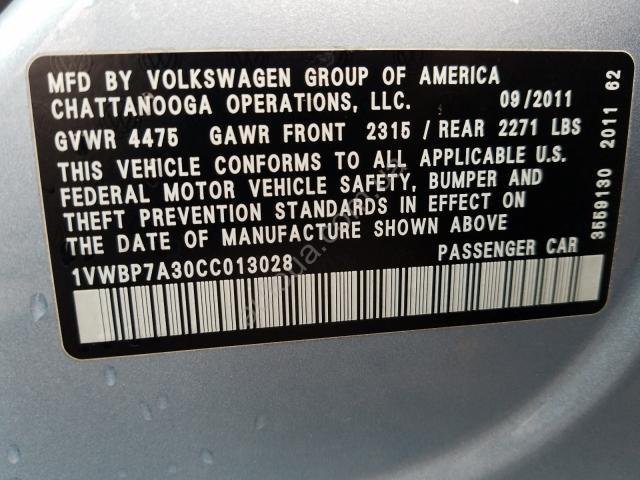 MFD BY VOLKSWAGEN GROUP OF AMERICA
CHATTANOOGA OPERATIONS, LLC. 09/2011
GVWR 4475 GAWR FRONT 2315 / REAR 2271 LBS
THIS VEHICLE CONFORMS TO ALL APPLICABLE U.S.
FEDERAL MOTOR VEHICLE SAFETY, BUMPER AND
THEFT PREVENTION STANDARDS IN EFFECT ON
THE DATE OF MANUFACTURE SHOWN ABOVE
1VWBP7A30CC013028 PASSENGER CAR
3559130 2011 62